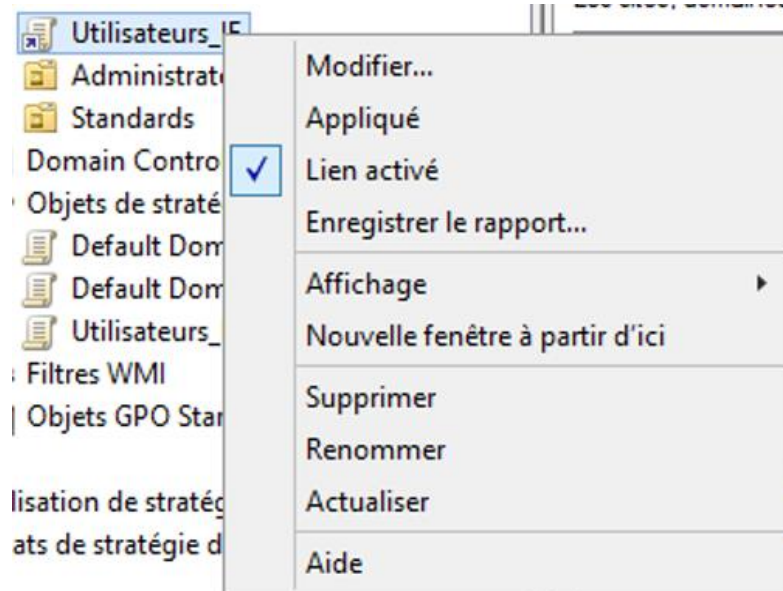 Utilisateurs_IF
Modifier...
Administrat
Appliqué
Standards
Domain Contro
Lien activé
Objets de straté
Enregistrer le rapport...
Default Dom
Default Dom
Affichage
Utilisateurs_
Nouvelle fenêtre à partir d'ici
Filtres WMI
Supprimer
Objets GPO Star
Renommer
lisation de stratég
Actualiser
ats de stratégie d
Aide